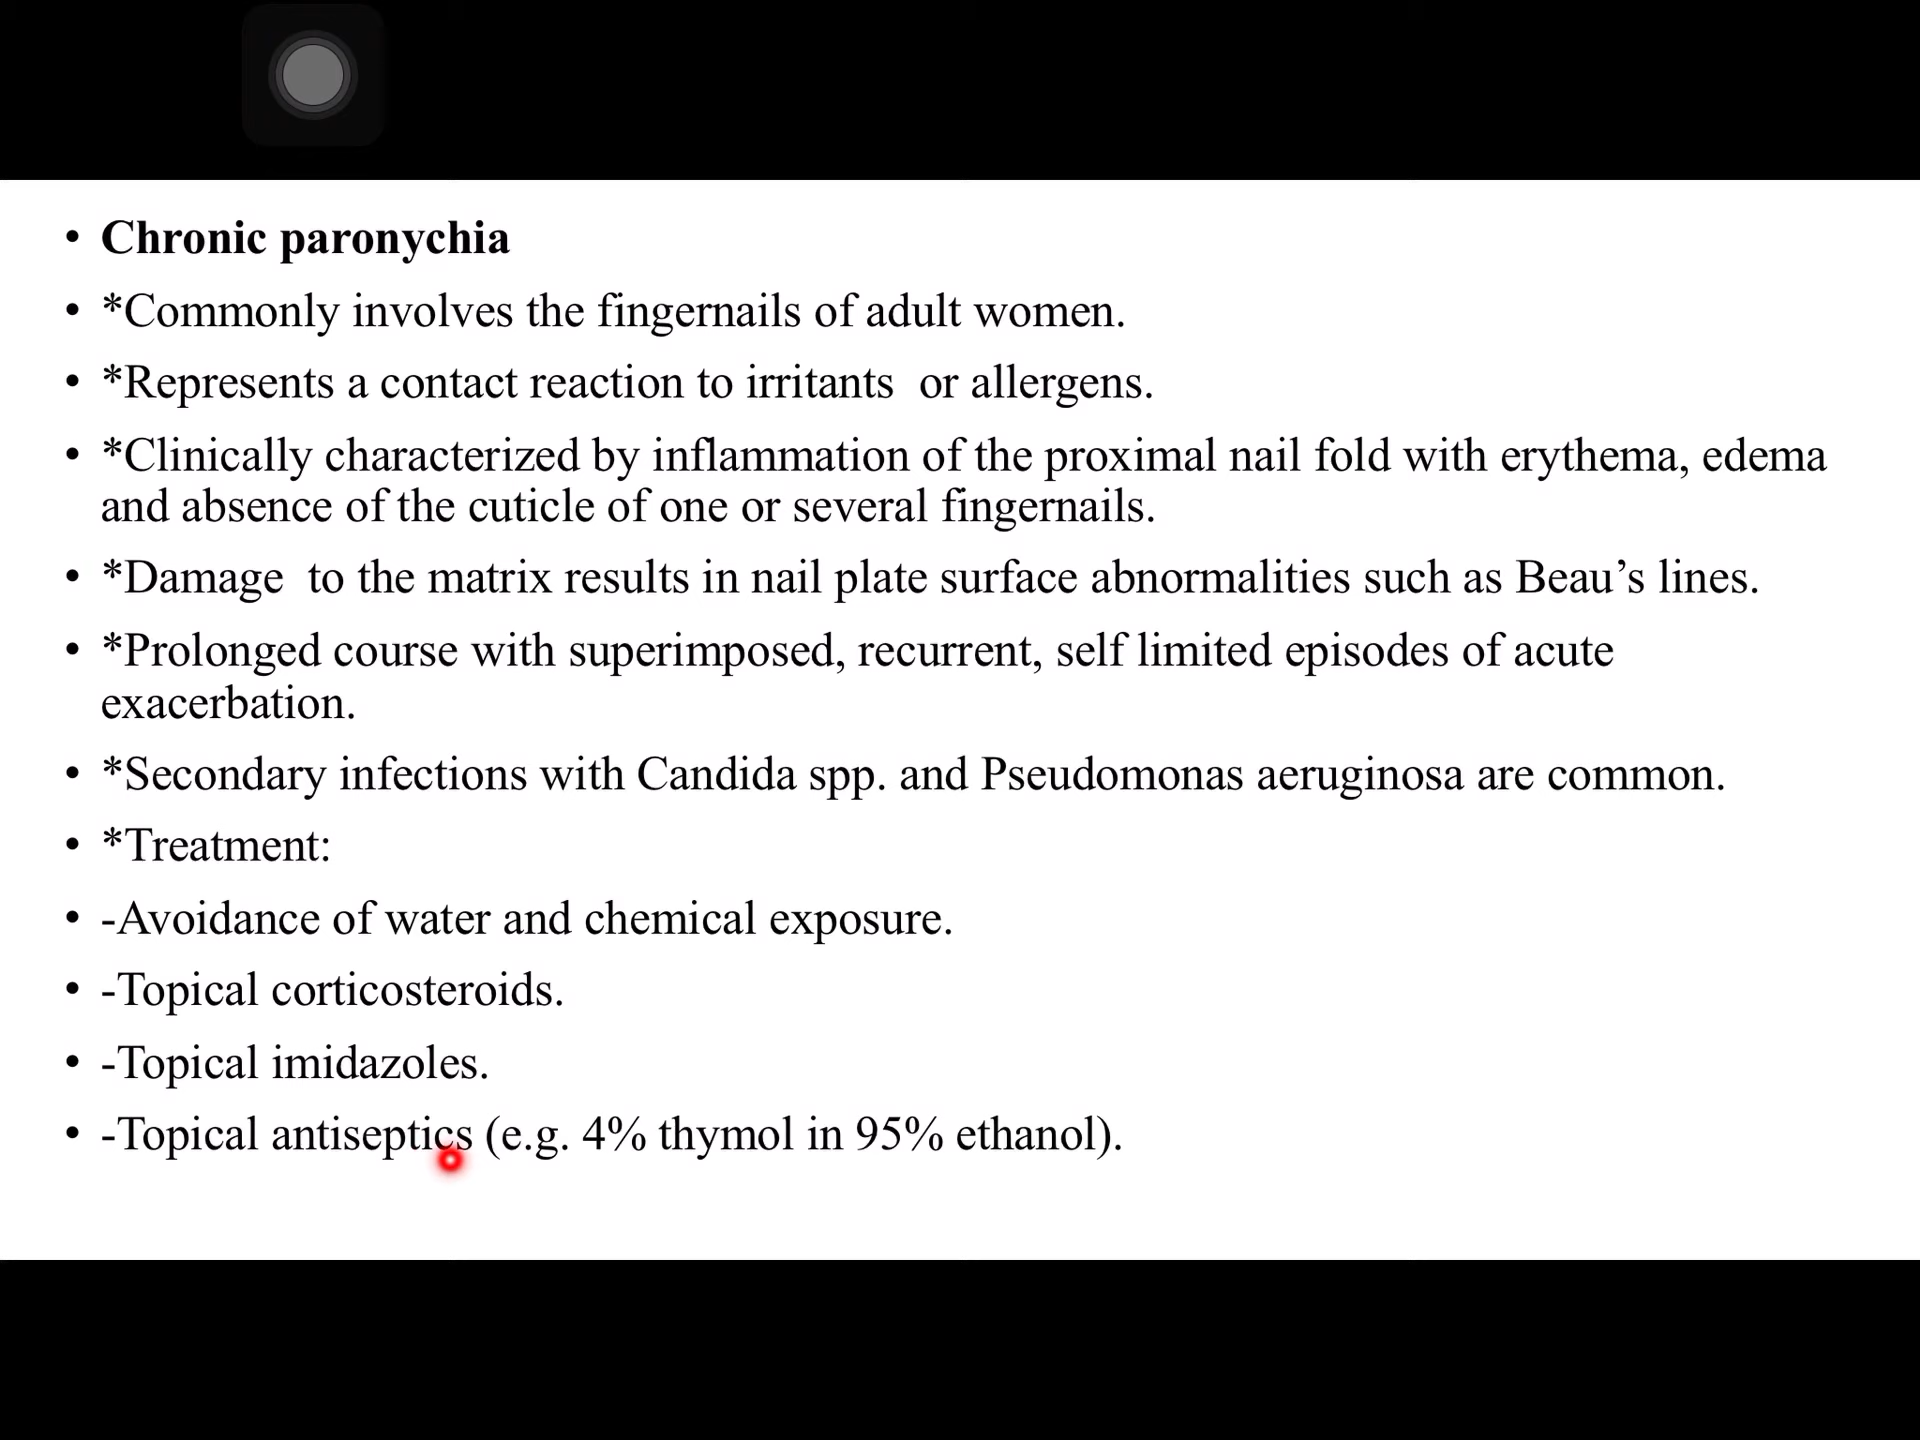 • Chronic paronychia
• *Commonly involves the fingernails of adult women.
• *Represents a contact reaction to irritants  or allergens.
• *Clinically characterized by inflammation of the proximal nail fold with erythema, edema
and absence of the cuticle of one or several fingernails.
• *Damage  to the matrix results in nail plate surface abnormalities such as Beau’s lines.
• *Prolonged course with superimposed, recurrent, self limited episodes of acute
exacerbation.
• *Secondary infections with Candida spp. and Pseudomonas aeruginosa are common.
• *Treatment:
• -Avoidance of water and chemical exposure.
• -Topical corticosteroids.
• -Topical imidazoles.
• -Topical antiseptics (e.g. 4% thymol in 95% ethanol).